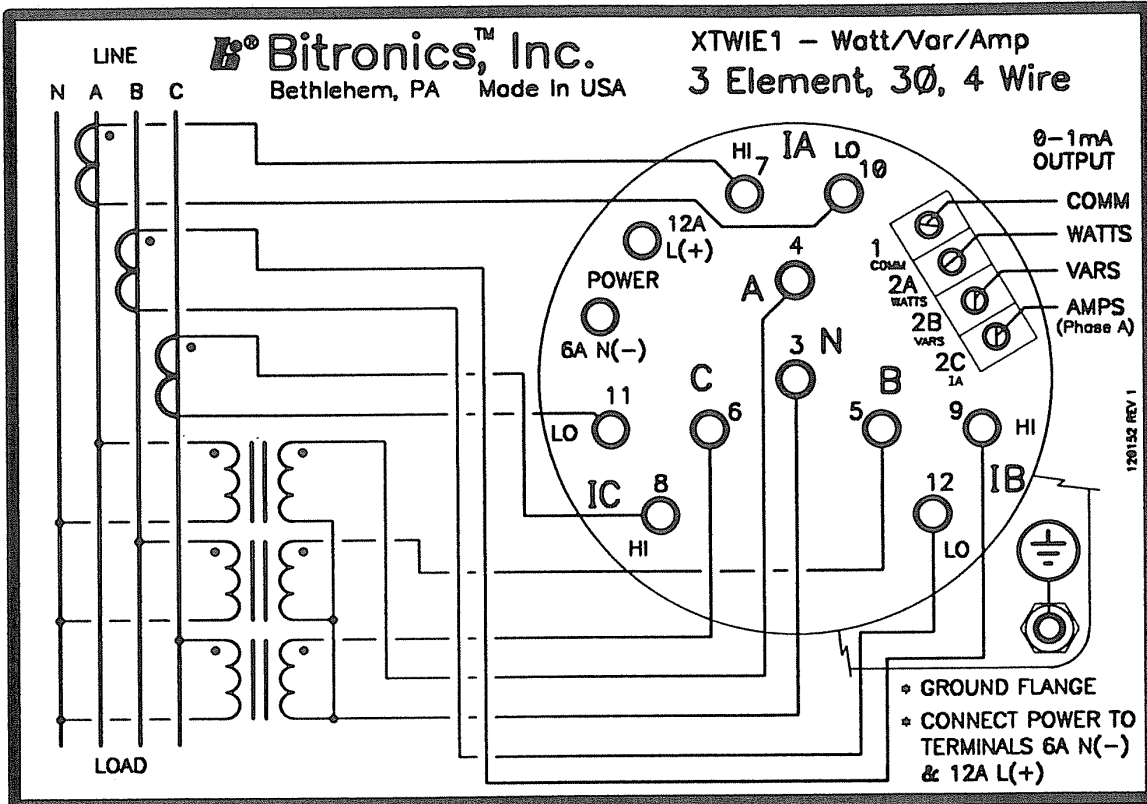 LINE
N A B C
Bitronics,™ Inc.
Bethlehem, PA Made In USA
XTWIE1 – Watt/Var/Amp
3 Element, 3Ø, 4 Wire
0–1mA
OUTPUT
COMM
WATTS
VARS
AMPS
(Phase A)
HI
7
IA
LO
10
12A
L(+)
POWER
6A N(–)
4
A
3
N
1
COMM
2A
WATTS
2B
VARS
2C
IA
11
LO
C
6
B
5
9
HI
IC
8
HI
12
LO
IB
120152 REV 1
LOAD
* GROUND FLANGE
* CONNECT POWER TO
TERMINALS 6A N(–)
& 12A L(+)